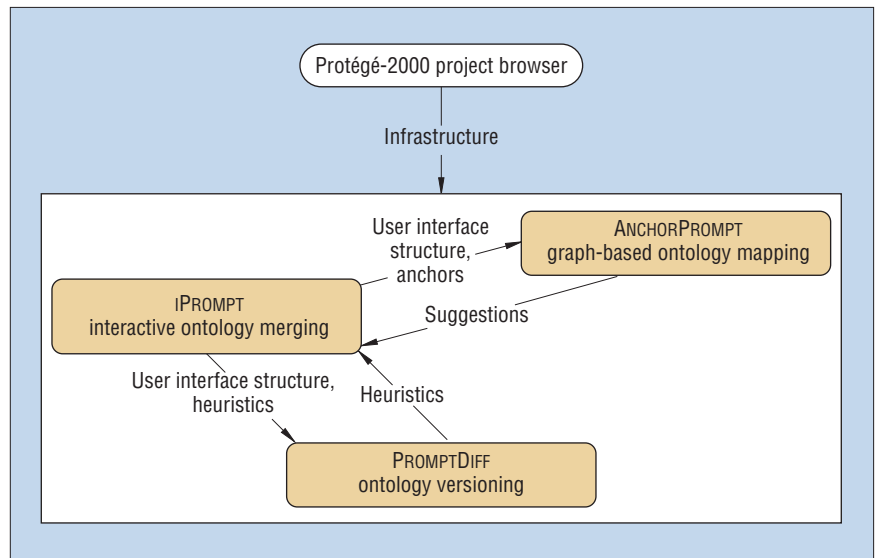 Protégé-2000 project browser
Infrastructure
User interface
structure,
anchors
ANCHORPROMPT
graph-based ontology mapping
Suggestions
IPROMPT
interactive ontology merging
User interface structure,
heuristics
Heuristics
PROMPTDIFF
ontology versioning